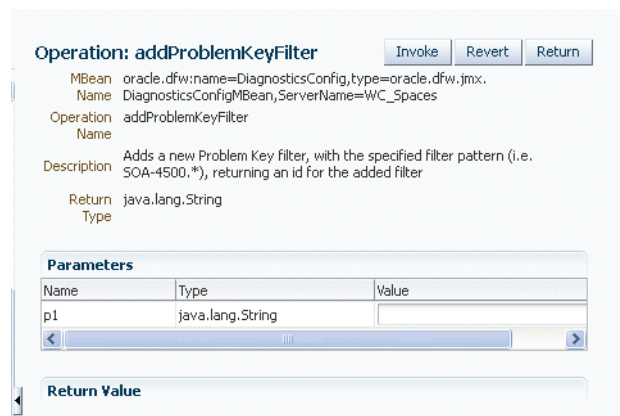 Operation: addProblemKeyFilter
Invoke Revert Return
MBean Name oracle.dfw:name=DiagnosticsConfig,type=oracle.dfw.jmx.
DiagnosticsConfigMBean,ServerName=WC_Spaces
Operation Name addProblemKeyFilter
Description Adds a new Problem Key filter, with the specified filter pattern (i.e.
SOA-4500.*), returning an id for the added filter
Return Type java.lang.String
Parameters
Name Type Value
p1 java.lang.String
Return Value